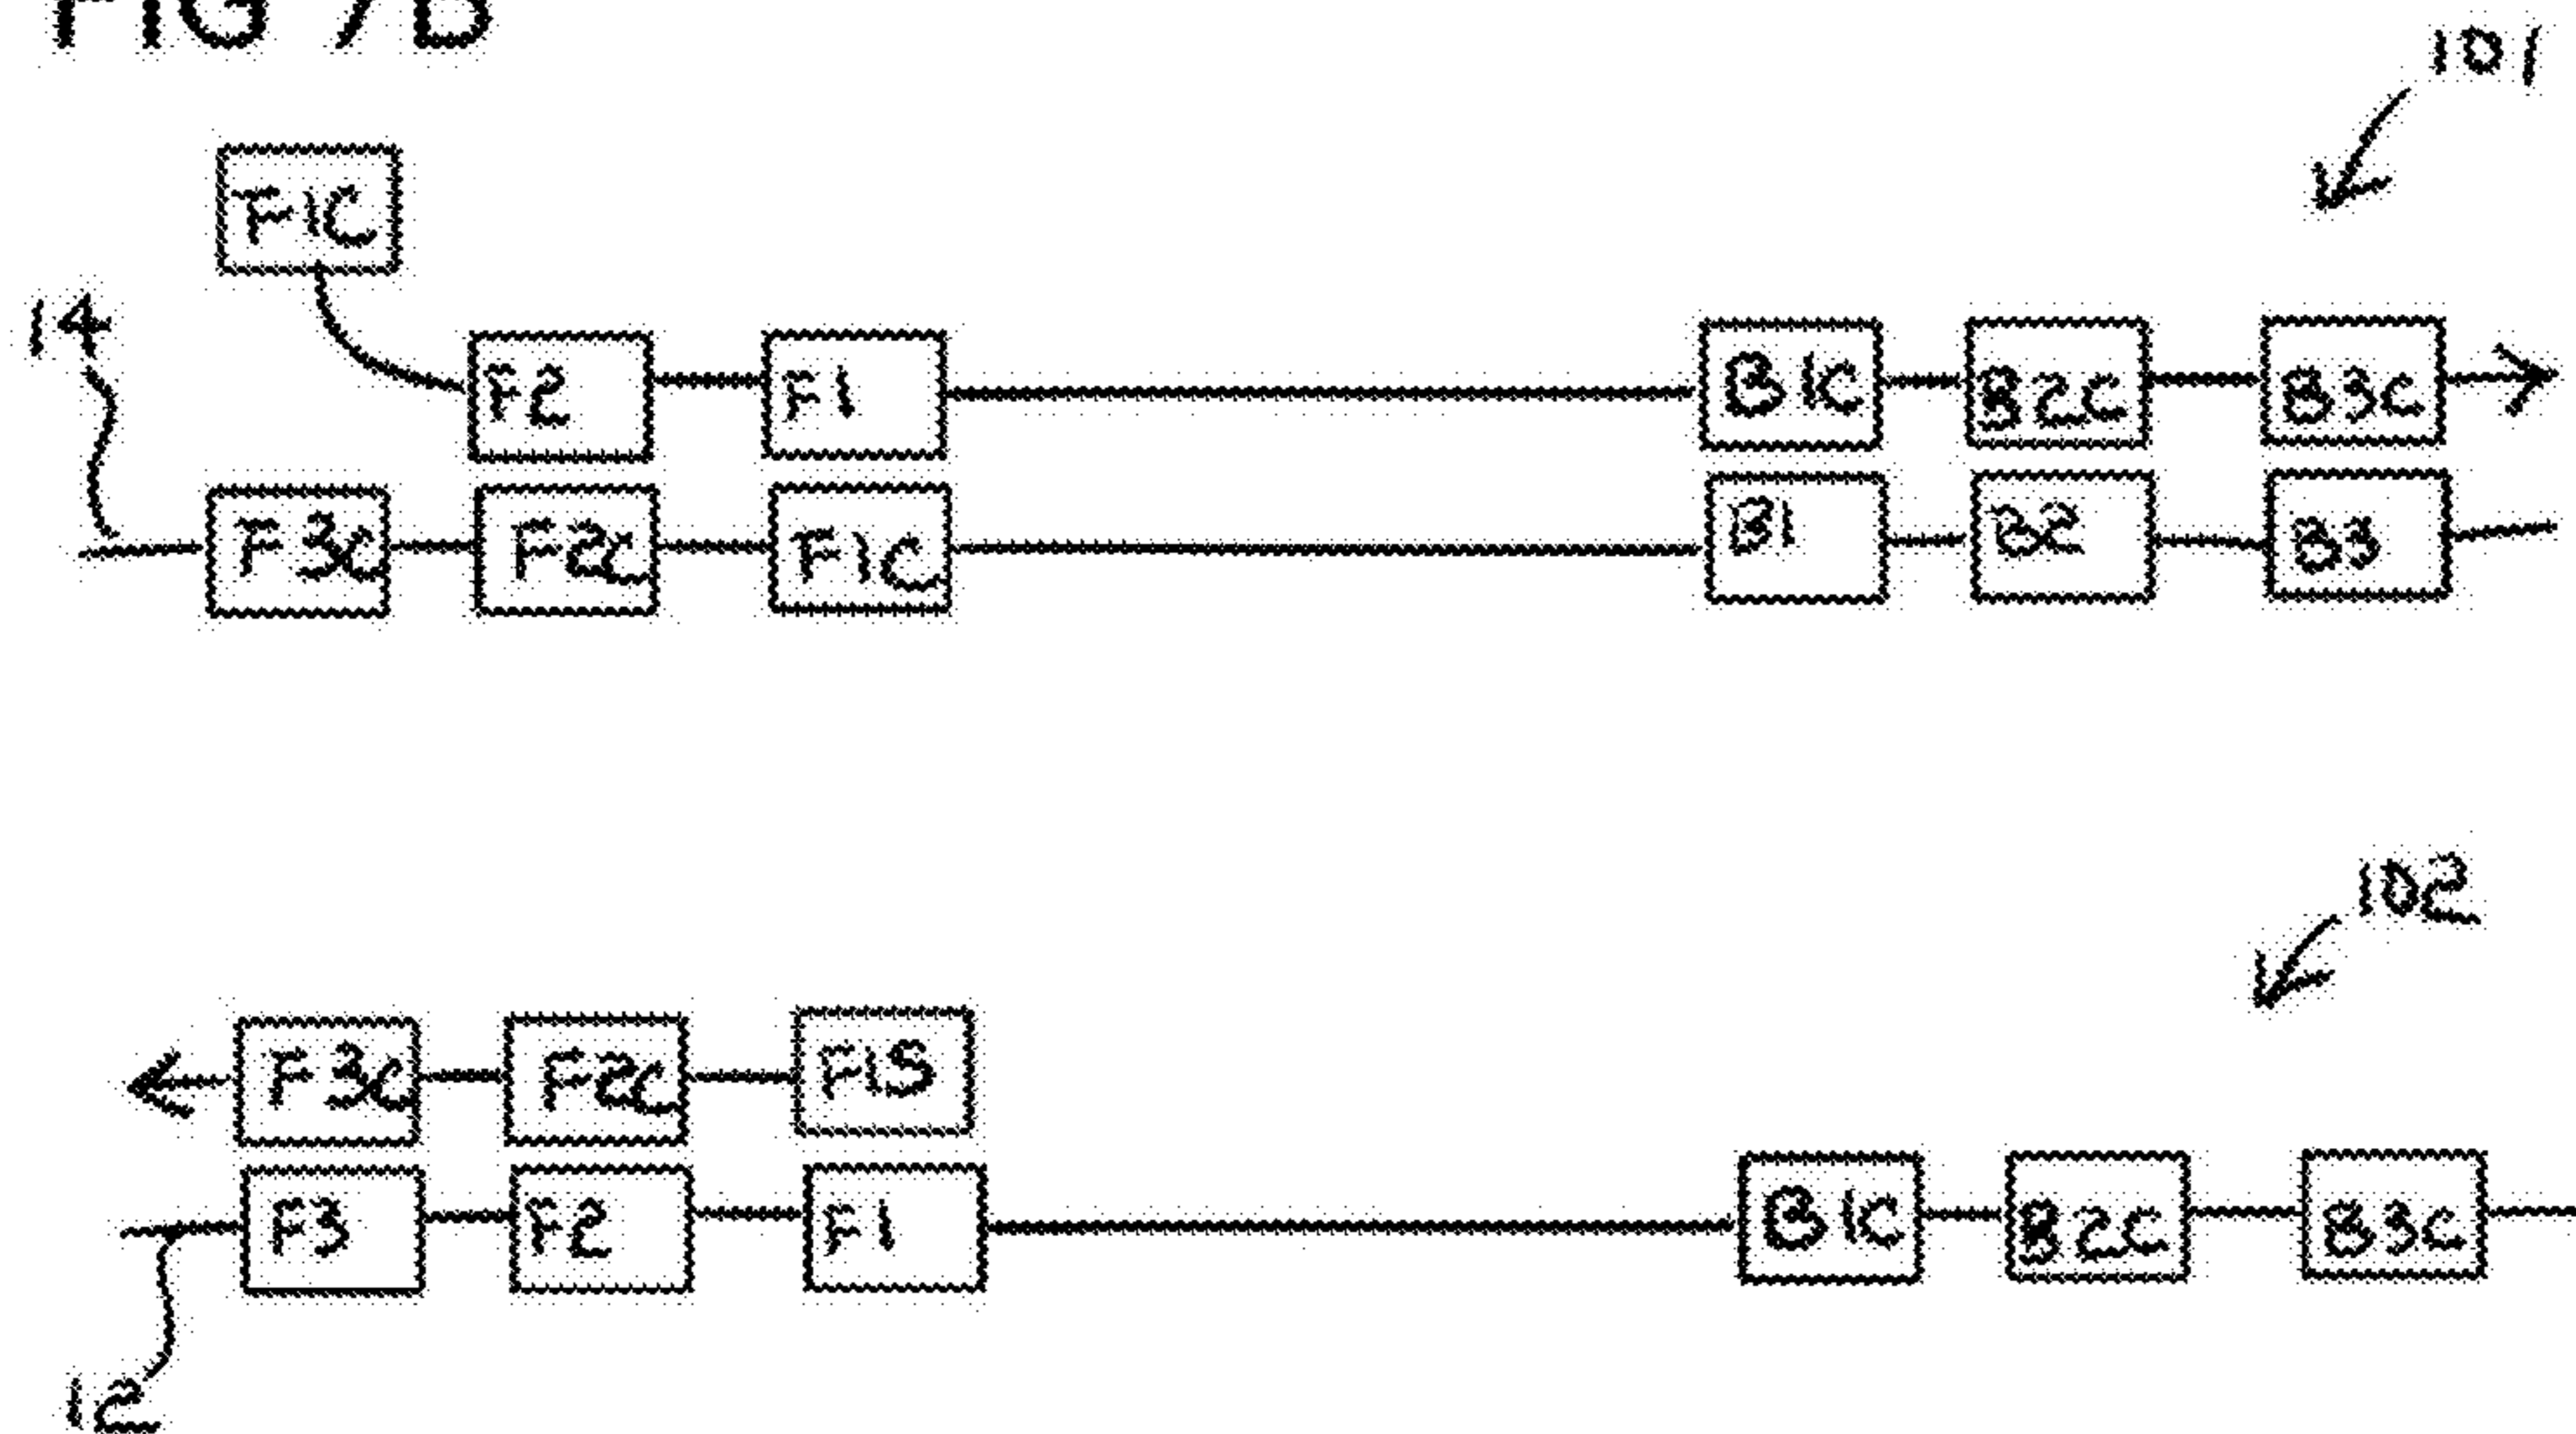 FIG 7B
101
F1C
14
F2 F1 B1C B2C B3C
F3C F2C F1C B1 B2 B3
102
F3C F2C F1S
F3 F2 F1 B1C B2C B3C
12